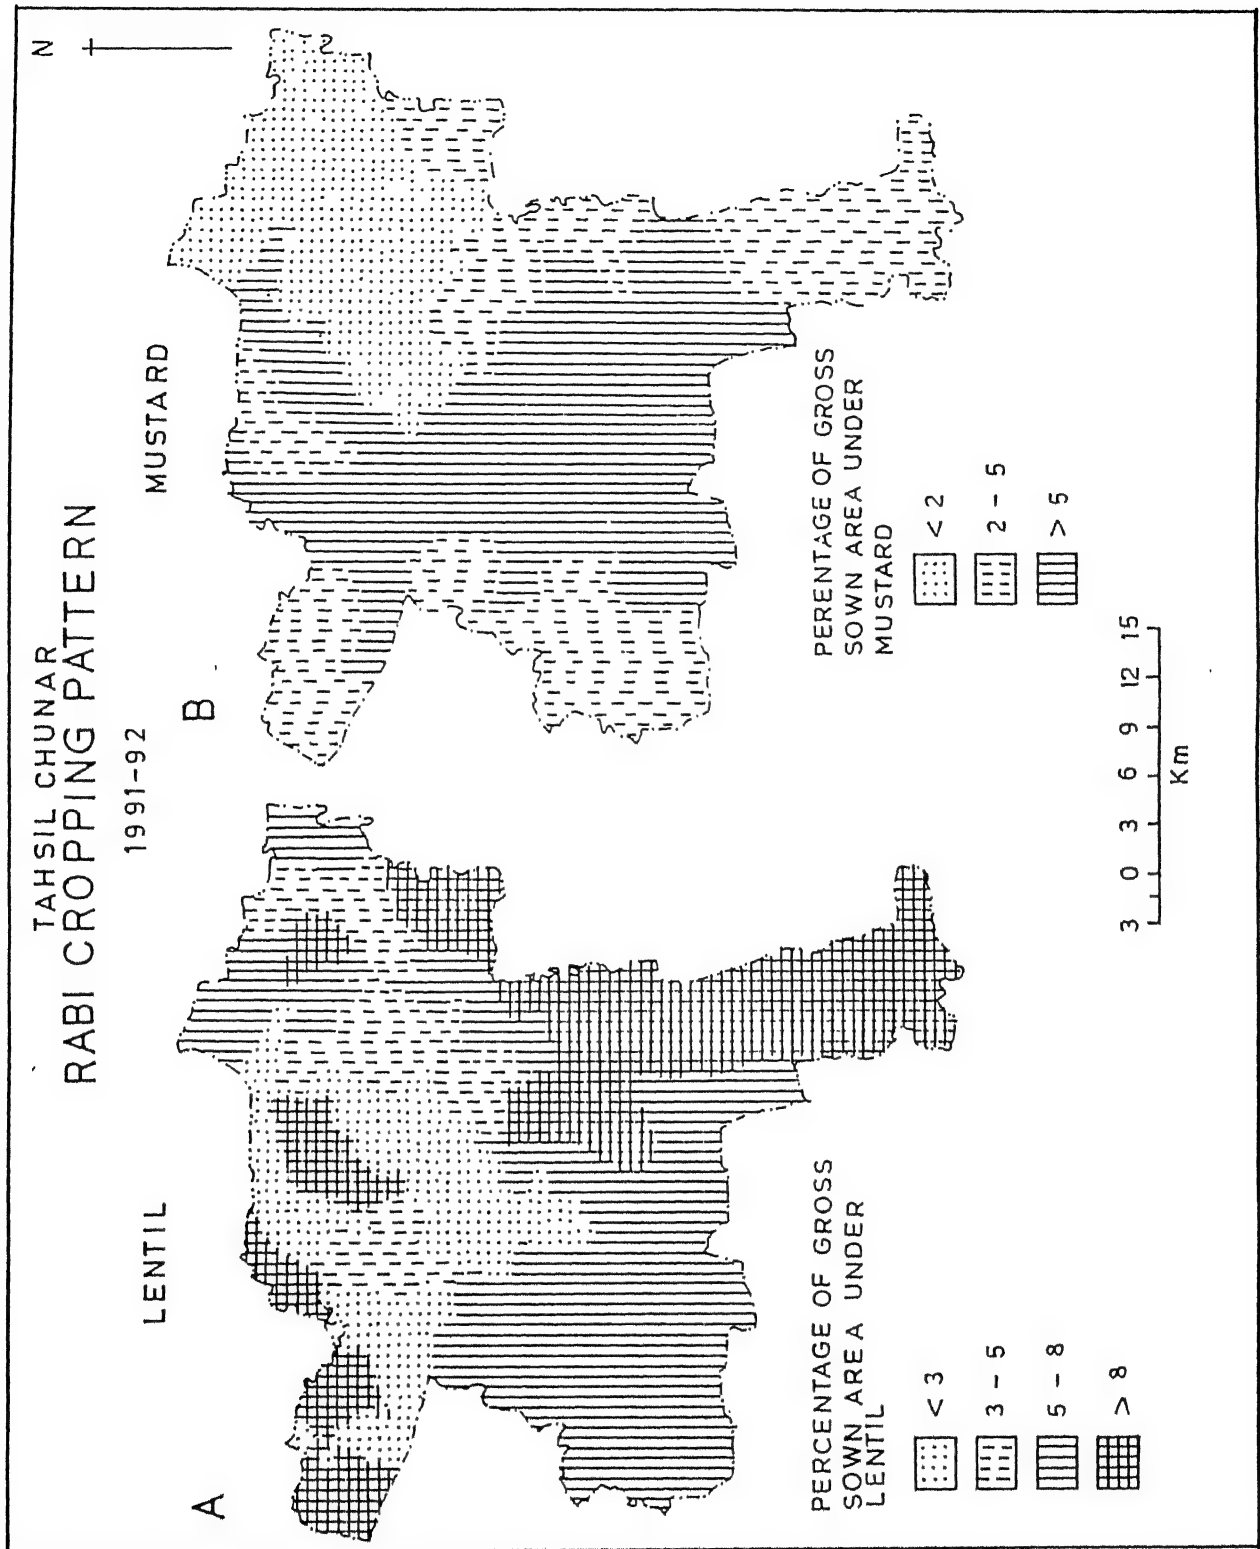 TAHSIL CHUNAR
RABI CROPPING PATTERN
1991-92
N
LENTIL
MUSTARD
A
B
PERCENTAGE OF GROSS
SOWN AREA UNDER
LENTIL
< 3
3 - 5
5 - 8
> 8
PERENTAGE OF GROSS
SOWN AREA UNDER
MUSTARD
< 2
2 - 5
> 5
3 0 3 6 9 12 15
Km